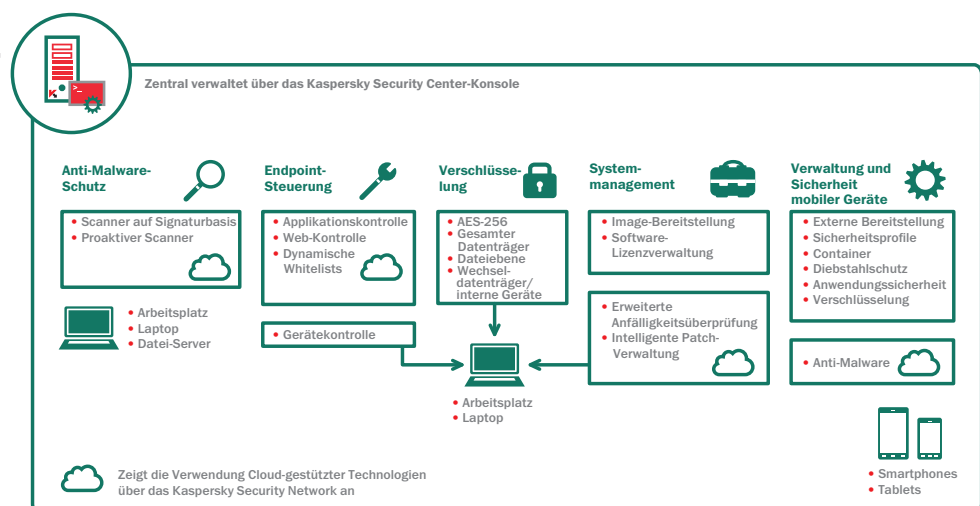 Zentral verwaltet über das Kaspersky Security Center-Konsole
Anti-Malware-
Schutz
• Scanner auf Signaturbasis
• Proaktiver Scanner
• Arbeitsplatz
• Laptop
• Datei-Server
Endpoint-
Steuerung
• Applikationskontrolle
• Web-Kontrolle
• Dynamische
Whitelists
• Gerätekontrolle
Verschlüsse-
lung
• AES-256
• Gesamter
Datenträger
• Dateiebene
• Wechsel-
datenträger/
interne Geräte
• Arbeitsplatz
• Laptop
System-
management
• Image-Bereitstellung
• Software-
Lizenzverwaltung
• Erweiterte
Anfälligkeitsüberprüfung
• Intelligente Patch-
Verwaltung
Verwaltung und
Sicherheit
mobiler Geräte
• Externe Bereitstellung
• Sicherheitsprofile
• Container
• Diebstahlschutz
• Anwendungssicherheit
• Verschlüsselung
• Anti-Malware
• Smartphones
• Tablets
Zeigt die Verwendung Cloud-gestützter Technologien
über das Kaspersky Security Network an